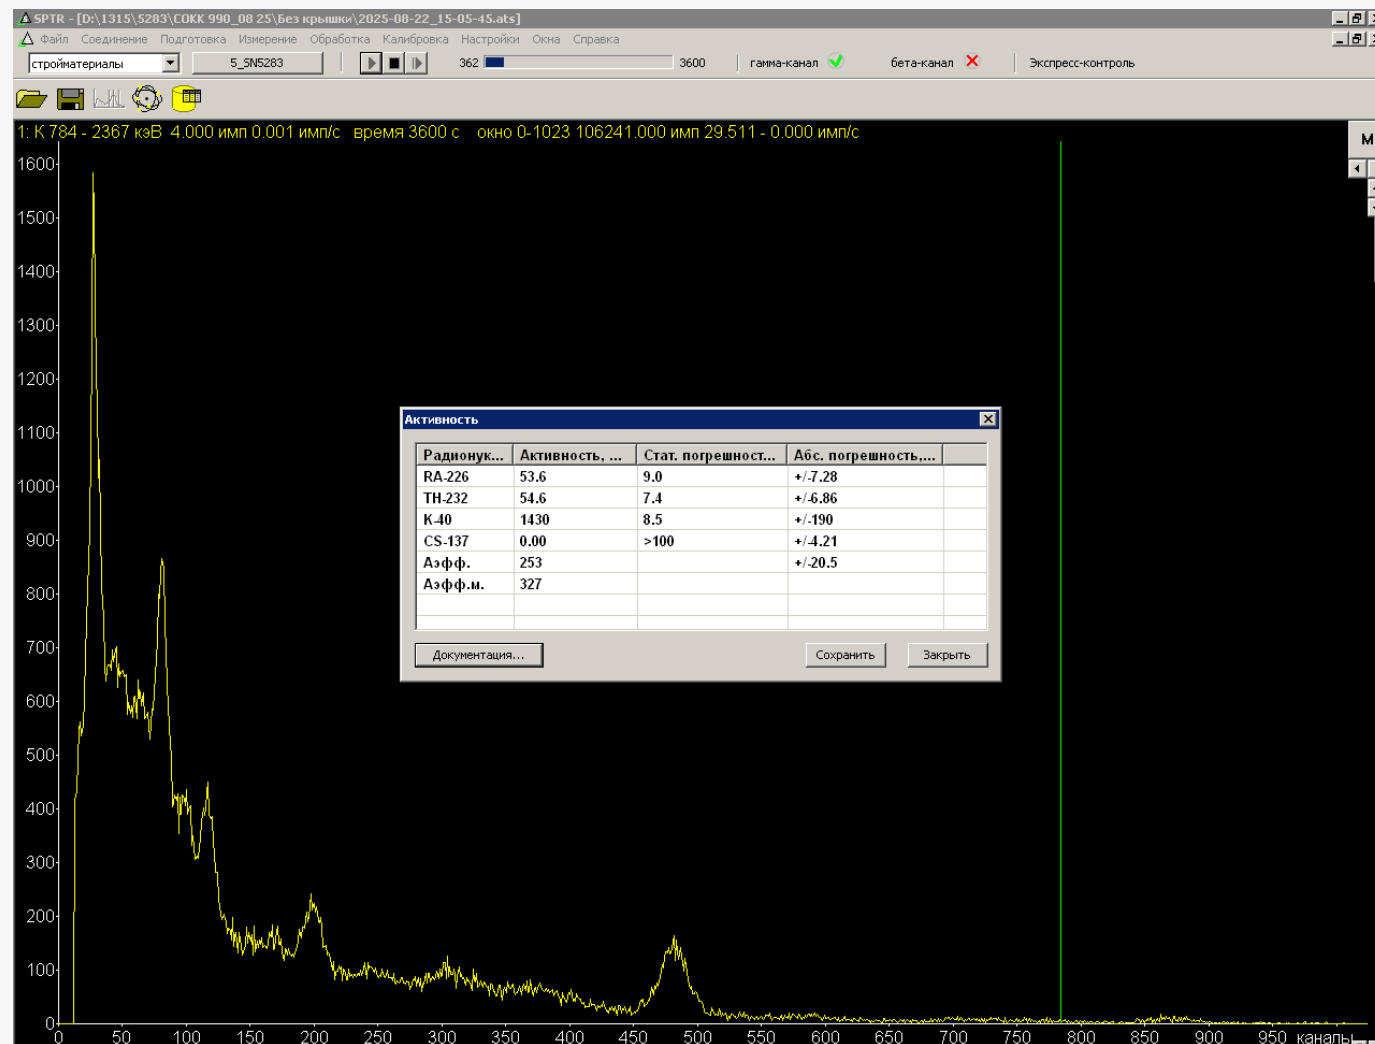 SPTR - [D:\1315\5283\СОКК 990_08 25\Без крышки\2025-08-22_15-05-45.ats]
Файл Соединение Подготовка Измерение Обработка Калибровка Настройки Окна Справка
стройматериалы 5_SN5283 362 3600 гамма-канал бета-канал Экспресс-контроль
1: К 784 - 2367 кэВ 4.000 имп 0.001 имп/с время 3600 с окно 0-1023 106241.000 имп 29.511 - 0.000 имп/с
М
1600
1500
1400
1300
1200
1100
1000
900
800
700
600
500
400
300
200
100
0
Активность
Радионук... Активность, ... Стат. погрешност... Абс. погрешность,...
RA-226 53.6 9.0 +/-7.28
TH-232 54.6 7.4 +/-6.86
K-40 1430 8.5 +/-190
CS-137 0.00 >100 +/-4.21
Аэфф. 253 +/-20.5
Аэфф.м. 327
Документация... Сохранить Закрыть
0 50 100 150 200 250 300 350 400 450 500 550 600 650 700 750 800 850 900 950 каналы